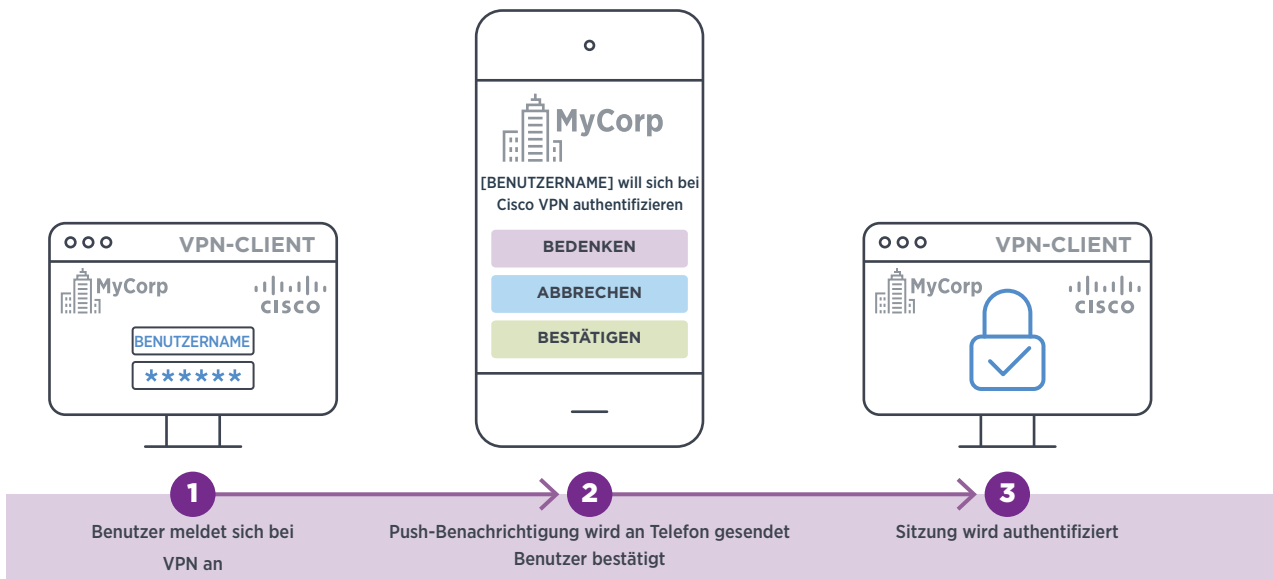 VPN-CLIENT
MyCorp
CISCO
BENUTZERNAME
******
MyCorp
[BENUTZERNAME] will sich bei
Cisco VPN authentifizieren
BEDENKEN
ABBRECHEN
BESTÄTIGEN
VPN-CLIENT
MyCorp
CISCO
1
Benutzer meldet sich bei
VPN an
2
Push-Benachrichtigung wird an Telefon gesendet
Benutzer bestätigt
3
Sitzung wird authentifiziert